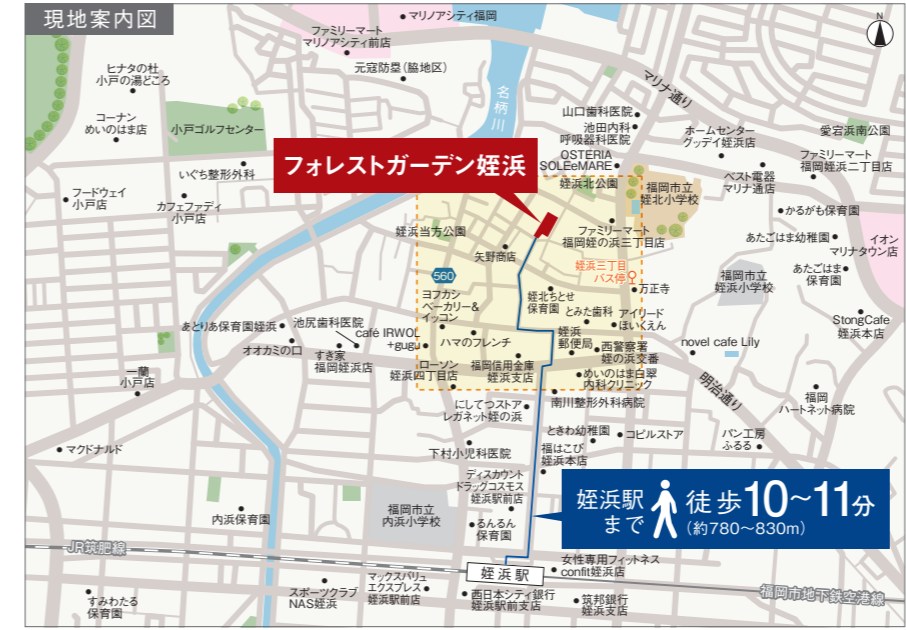 現地案内図
N
マリノアシティ福岡
ファミリーマート
マリノアシティ前店
元寇防塁（脇地区）
ヒナタの杜
小戸の湯どころ
コーナン
めいのはま店
小戸ゴルフセンター
名柄川
マリナ通り
山口歯科医院
池田内科
呼吸器科医院
OSTERIA
SOLEeMARE
ホームセンター
グッデイ姪浜店
愛宕浜南公園
ファミリーマート
福岡姪浜二丁目店
ベスト電器
マリナ通店
フォレストガーデン姪浜
いぐち整形外科
フードウェイ
小戸店
カフェファディ
小戸店
姪浜北公園
福岡市立
姪北小学校
かるがも保育園
姪浜当方公園
矢野商店
ファミリーマート
福岡姪の浜三丁目店
あたごはま幼稚園
イオン
マリナタウン店
560
姪浜三丁目
バス停
万正寺
福岡市立
姪浜小学校
あたごはま
保育園
ヨフカシ
ベーカリー&
イッコン
姪北ちとせ
保育園
とみた歯科
アイリード
ほいくえん
StongCafe
姪浜本店
あとりあ保育園姪浜
池尻歯科医院
café IRWOL
+gugu
ハマのフレンチ
姪浜
郵便局
西警察署
姪の浜交番
novel cafe Lily
オオカミの口
すき家
福岡姪浜店
ローソン
姪浜四丁目店
福岡信用金庫
姪浜支店
めいのはま白翠
内科クリニック
明治通り
一蘭
小戸店
にしてつストア
レガネット姪の浜
南川整形外科病院
福岡
ハートネット病院
マクドナルド
下村小児科医院
ときわ幼稚園
コピルストア
福はこび
姪浜本店
パン工房
ふるる
ディスカウント
ドラッグコスモス
姪浜駅前店
姪浜駅
まで
徒歩10〜11分
（約780〜830m）
内浜保育園
福岡市立
内浜小学校
るんるん
保育園
JR筑肥線
姪浜駅
女性専用フィットネス
confit姪浜店
福岡市地下鉄空港線
すみわたる
保育園
スポーツクラブ
NAS姪浜
マックスバリュ
エクスプレス
姪浜駅前店
西日本シティ銀行
姪浜駅前支店
筑邦銀行
姪浜支店